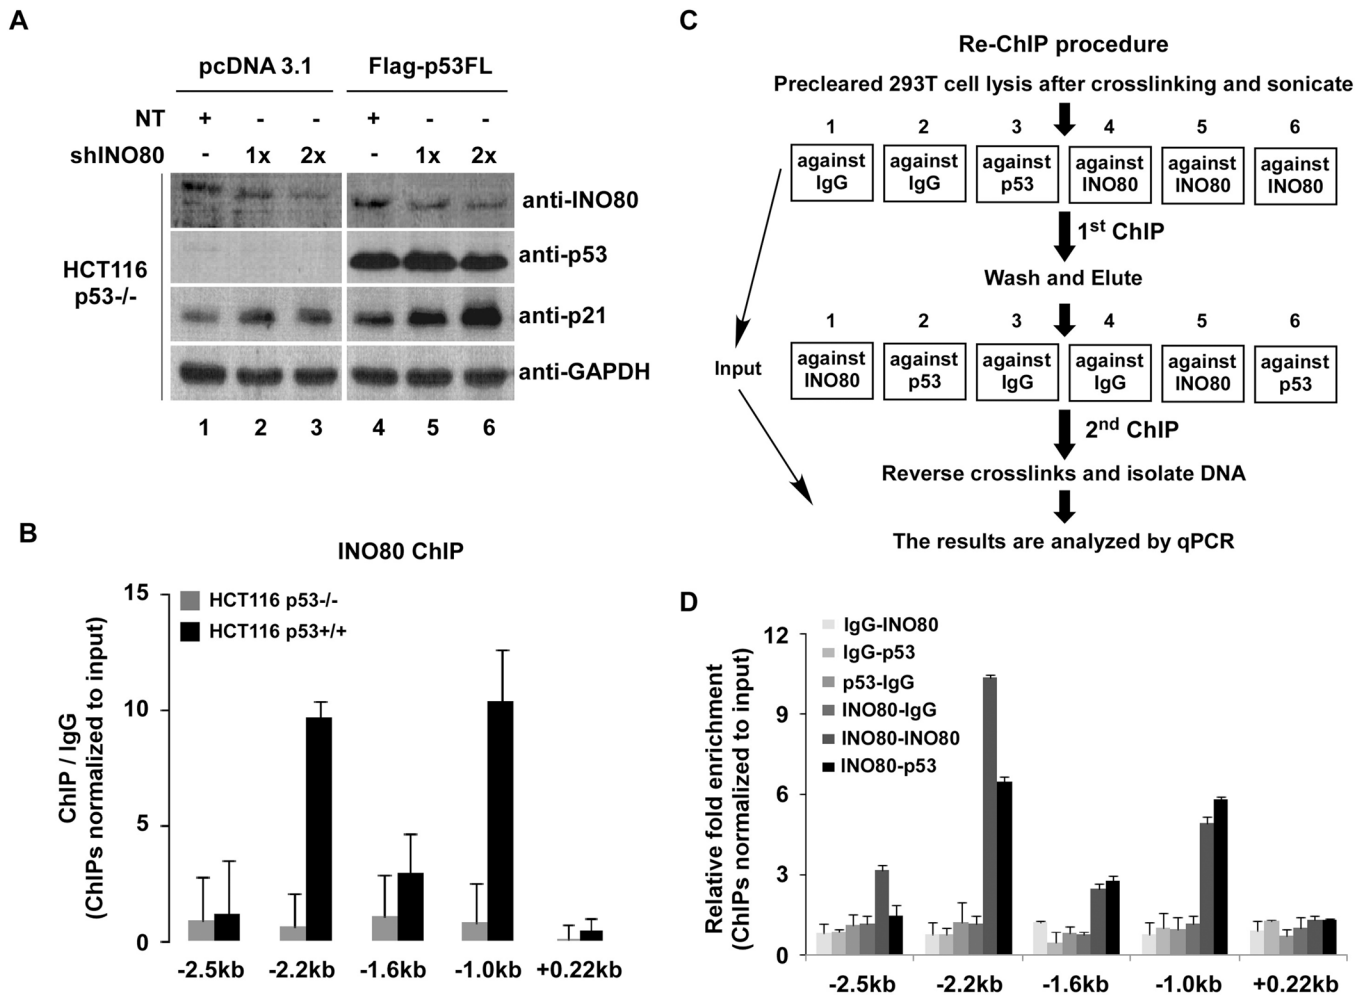 A
pcDNA 3.1 Flag-p53FL
NT + - - + - -
shINO80 - 1x 2x - 1x 2x
anti-INO80
HCT116
p53-/-
anti-p53
anti-p21
anti-GAPDH
1 2 3 4 5 6
B
INO80 ChIP
HCT116 p53-/-
HCT116 p53+/+
ChIP / IgG
(ChIPs normalized to input)
15
10
5
0
-2.5kb -2.2kb -1.6kb -1.0kb +0.22kb
C
Re-ChIP procedure
Precleared 293T cell lysis after crosslinking and sonicate
1 2 3 4 5 6
against against against against against against
IgG IgG p53 INO80 INO80 INO80
1st ChIP
Wash and Elute
1 2 3 4 5 6
Input
against against against against against against
INO80 p53 IgG IgG INO80 p53
2nd ChIP
Reverse crosslinks and isolate DNA
The results are analyzed by qPCR
D
IgG-INO80
IgG-p53
p53-IgG
INO80-IgG
INO80-INO80
INO80-p53
Relative fold enrichment
(ChIPs normalized to input)
12
9
6
3
0
-2.5kb -2.2kb -1.6kb -1.0kb +0.22kb